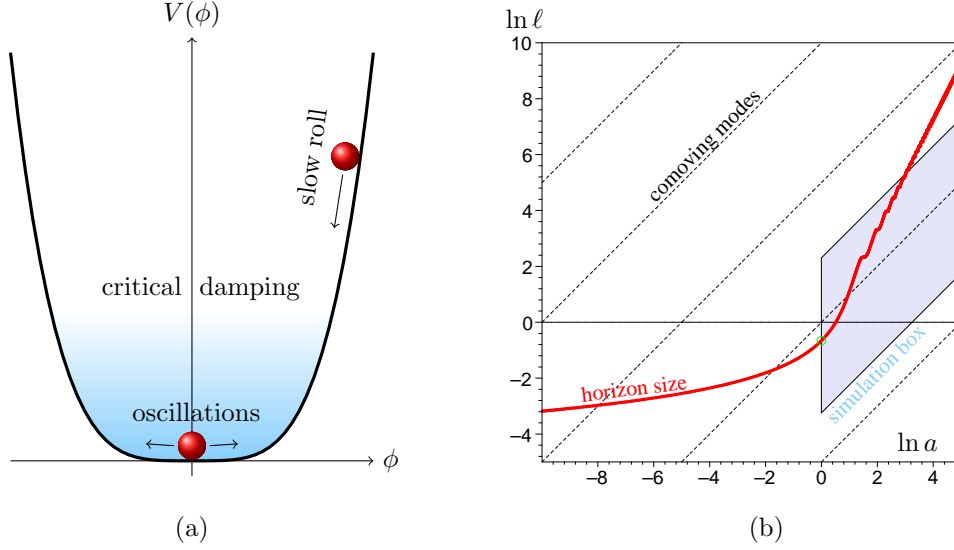 V(ϕ)
slow roll
critical damping
oscillations
ϕ
(a)
ln ℓ
10
8
6
4
2
0
−2
−4
−8 −6 −4 −2 0 2 4
ln a
comoving modes
horizon size
simulation box
(b)